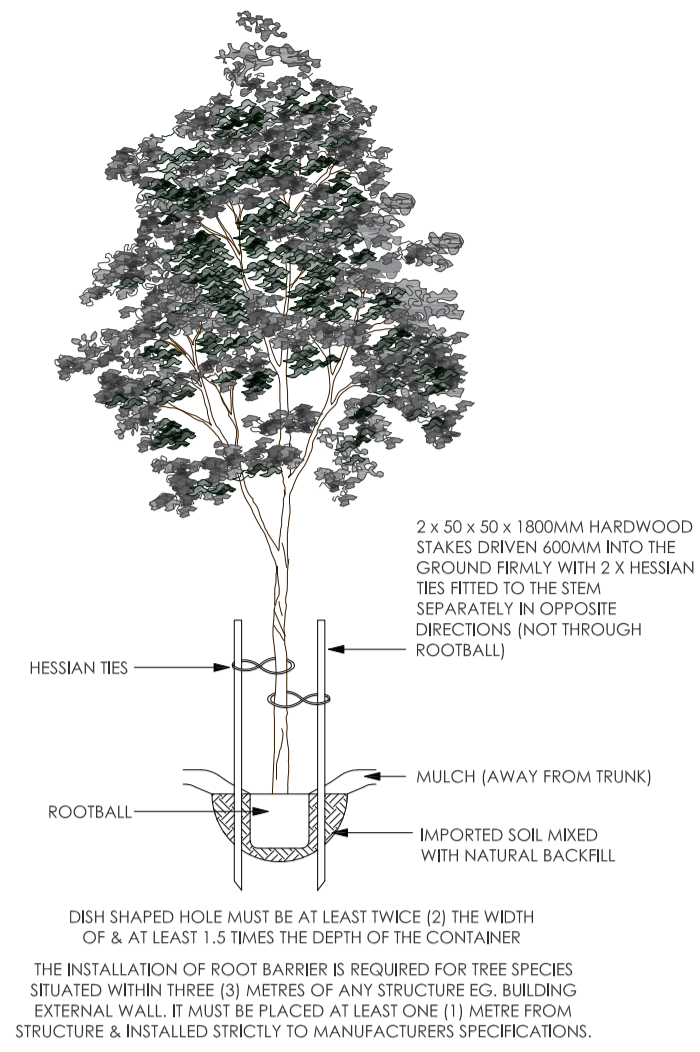 2 x 50 x 50 x 1800MM HARDWOOD
STAKES DRIVEN 600MM INTO THE
GROUND FIRMLY WITH 2 X HESSIAN
TIES FITTED TO THE STEM
SEPARATELY IN OPPOSITE
DIRECTIONS (NOT THROUGH
ROOTBALL)
HESSIAN TIES
MULCH (AWAY FROM TRUNK)
ROOTBALL
IMPORTED SOIL MIXED
WITH NATURAL BACKFILL
DISH SHAPED HOLE MUST BE AT LEAST TWICE (2) THE WIDTH
OF & AT LEAST 1.5 TIMES THE DEPTH OF THE CONTAINER
THE INSTALLATION OF ROOT BARRIER IS REQUIRED FOR TREE SPECIES
SITUATED WITHIN THREE (3) METRES OF ANY STRUCTURE EG. BUILDING
EXTERNAL WALL. IT MUST BE PLACED AT LEAST ONE (1) METRE FROM
STRUCTURE & INSTALLED STRICTLY TO MANUFACTURERS SPECIFICATIONS.